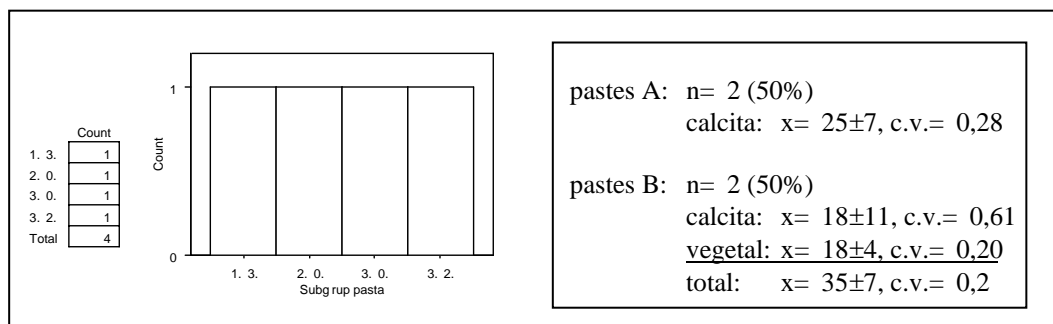 Count
1. 3. 1
2. 0. 1
3. 0. 1
3. 2. 1
Total 4
Count
1
0
1. 3. 2. 0. 3. 0. 3. 2.
Subg rup pasta
pastes A: n= 2 (50%)
calcita: x= 25±7, c.v.= 0,28
pastes B: n= 2 (50%)
calcita: x= 18±11, c.v.= 0,61
vegetal: x= 18±4, c.v.= 0,20
total: x= 35±7, c.v.= 0,2